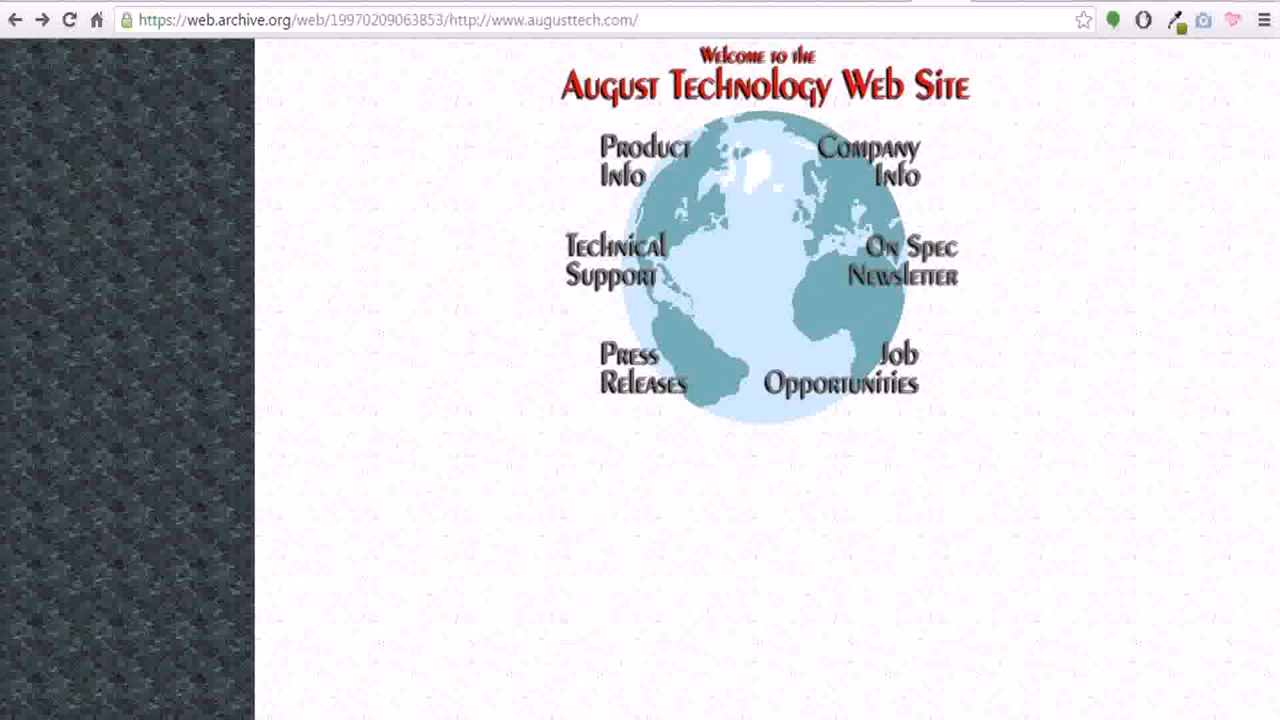 https://web.archive.org/web/19970209063853/http://www.augusttech.com/
Welcome to the
August Technology Web Site
Product
Info
Company
Info
Technical
Support
On Spec
Newsletter
Press
Releases
Job
Opportunities